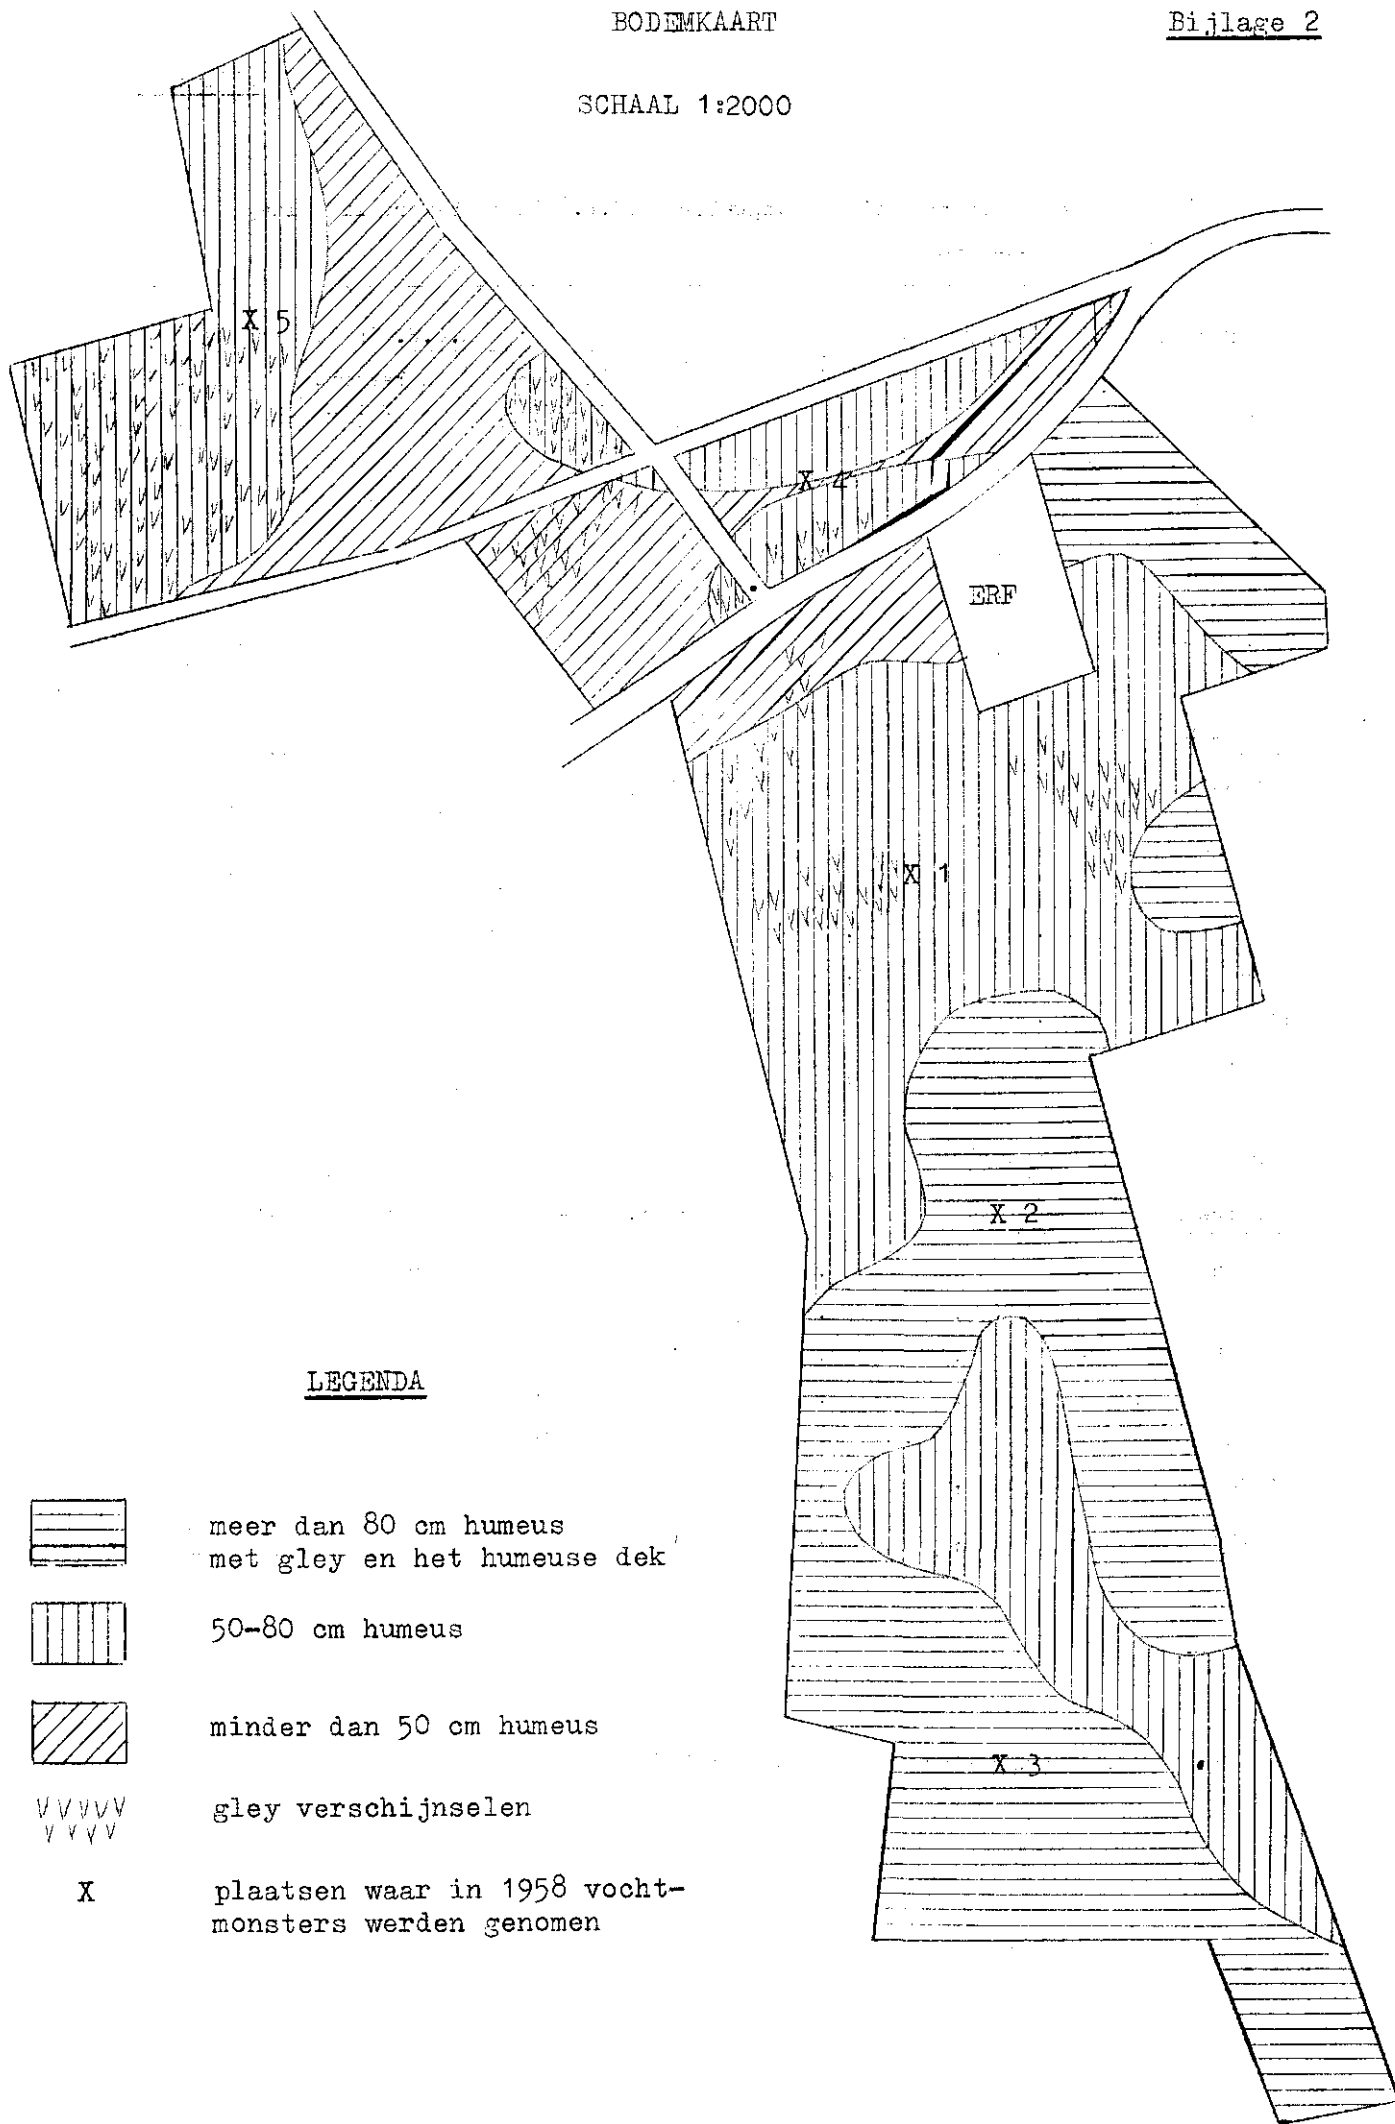 BODEMKAART
Bijlage 2
SCHAAL 1:2000
X 5
X 4
ERF
X 1
X 2
X 3
LEGENDA
meer dan 80 cm humeus
met gley en het humeuse dek
50-80 cm humeus
minder dan 50 cm humeus
gley verschijnselen
X plaatsen waar in 1958 vocht-
monsters werden genomen